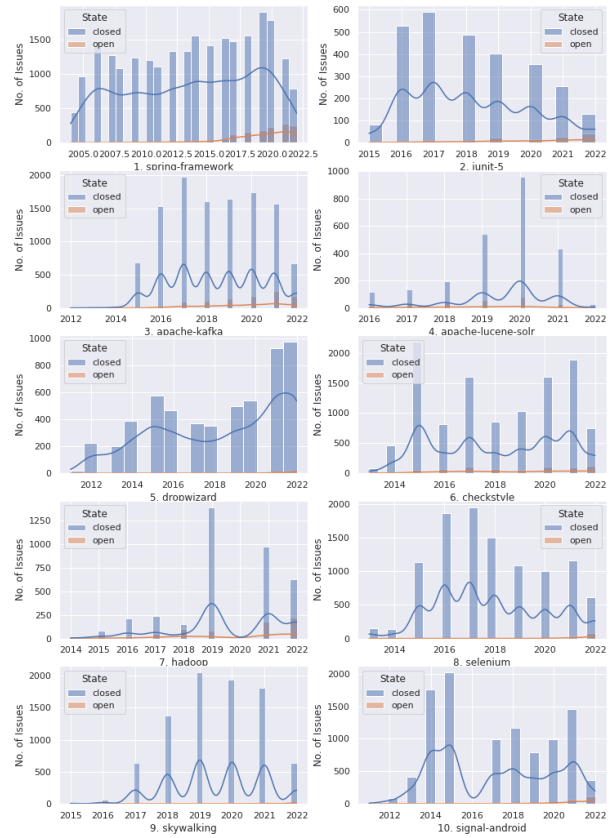 State
closed
open
No. of Issues
1500
1000
500
0
2005.0 2007.5 2010.0 2012.5 2015.0 2017.5 2020.0 2022.5
1. spring-framework
State
closed
open
No. of Issues
600
500
400
300
200
100
0
2015 2016 2017 2018 2019 2020 2021 2022
2. junit-5
State
closed
open
No. of Issues
2000
1500
1000
500
0
2012 2014 2016 2018 2020 2022
3. apache-kafka
State
closed
open
No. of Issues
1000
800
600
400
200
0
2016 2017 2018 2019 2020 2021 2022
4. apache-lucene-solr
State
closed
open
No. of Issues
1000
800
600
400
200
0
2012 2014 2016 2018 2020 2022
5. dropwizard
State
closed
open
No. of Issues
2000
1500
1000
500
0
2014 2016 2018 2020 2022
6. checkstyle
State
closed
open
No. of Issues
1250
1000
750
500
250
0
2014 2015 2016 2017 2018 2019 2020 2021 2022
7. hadoop
State
closed
open
No. of Issues
2000
1500
1000
500
0
2012 2014 2016 2018 2020 2022
8. selenium
State
closed
open
No. of Issues
2000
1500
1000
500
0
2015 2016 2017 2018 2019 2020 2021 2022
9. skywalking
State
closed
open
No. of Issues
2000
1500
1000
500
0
2012 2013 2014 2015 2016 2017 2018 2019 2020 2021 2022
10. signal-android